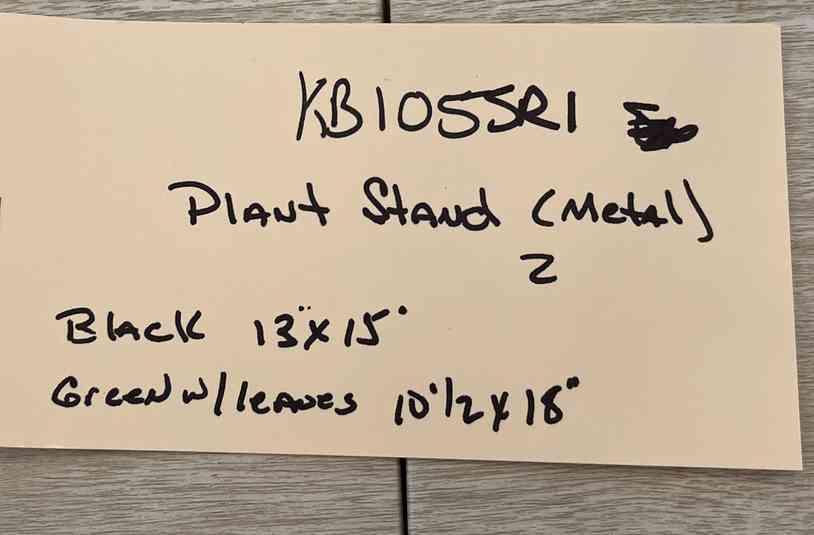 KB1055R1
Plant Stand (Metal)
2
Black 13"x15"
Green w/leaves 10 1/2 x 18"